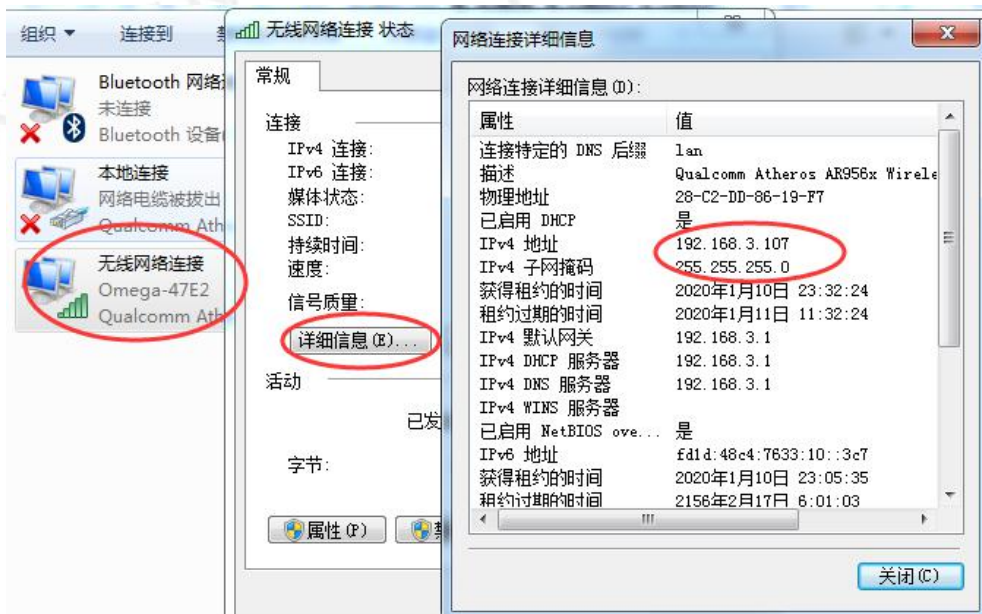 组织 连接到
无线网络连接 状态
网络连接详细信息
Bluetooth 网络
未连接
Bluetooth 设备
本地连接
网络电缆被拔出
Qualcomm Ath
无线网络连接
Omega-47E2
Qualcomm Ath
常规
连接
IPv4 连接:
IPv6 连接:
媒体状态:
SSID:
持续时间:
速度:
信号质量:
详细信息(E)...
活动
已发
字节:
属性(P)
网络连接详细信息(D):
属性 值
连接特定的 DNS 后缀 lan
描述 Qualcomm Atheros AR956x Wirele
物理地址 28-C2-DD-86-19-F7
已启用 DHCP 是
IPv4 地址 192.168.3.107
IPv4 子网掩码 255.255.255.0
获得租约的时间 2020年1月10日 23:32:24
租约过期的时间 2020年1月11日 11:32:24
IPv4 默认网关 192.168.3.1
IPv4 DHCP 服务器 192.168.3.1
IPv4 DNS 服务器 192.168.3.1
IPv4 WINS 服务器
已启用 NetBIOS ove... 是
IPv6 地址 fd1d:48c4:7633:10::3c7
获得租约的时间 2020年1月10日 23:05:35
租约过期的时间 2156年2月17日 6:01:03
关闭(C)